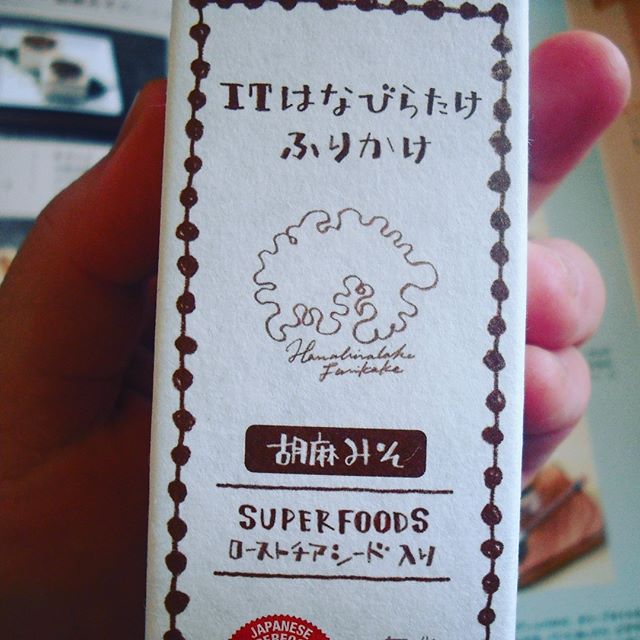 ITはなびらたけ
ふりかけ
Hanabiratake
Furikake
胡麻みそ
SUPERFOODS
ローストチアシード入り
JAPANESE